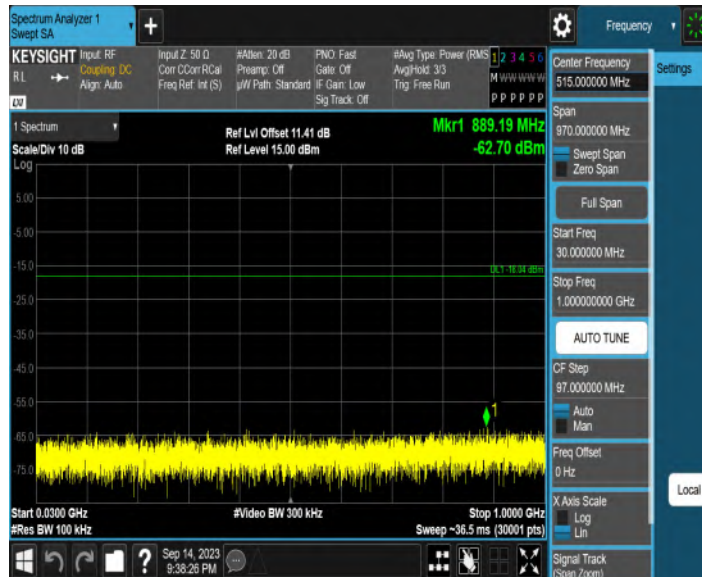 Spectrum Analyzer 1
Swept SA
+
Frequency
KEYSIGHT
RL
Input: RF
Coupling: DC
Align: Auto
Input Z: 50 Ω
Corr CCorr RCal
Freq Ref: Int (S)
#Atten: 20 dB
Preamp: Off
µW Path: Standard
PNO: Fast
Gate: Off
IF Gain: Low
Sig Track: Off
#Avg Type: Power (RMS
Avg|Hold: 3/3
Trig: Free Run
1 2 3 4 5 6
M W W W W W
P P P P P P
1 Spectrum
Scale/Div 10 dB
Log
Ref Lvl Offset 11.41 dB
Ref Level 15.00 dBm
Mkr1 889.19 MHz
-62.70 dBm
5.00
-5.00
-15.0
DL1 -18.04 dBm
-25.0
-35.0
-45.0
-55.0
1
-65.0
-75.0
Start 0.0300 GHz
#Res BW 100 kHz
#Video BW 300 kHz
Stop 1.0000 GHz
Sweep ~36.5 ms (30001 pts)
Sep 14, 2023
9:38:26 PM
?
Center Frequency
515.000000 MHz
Span
970.000000 MHz
Swept Span
Zero Span
Full Span
Start Freq
30.000000 MHz
Stop Freq
1.000000000 GHz
AUTO TUNE
CF Step
97.000000 MHz
Auto
Man
Freq Offset
0 Hz
X Axis Scale
Log
Lin
Signal Track
(Span Zoom)
Settings
Local